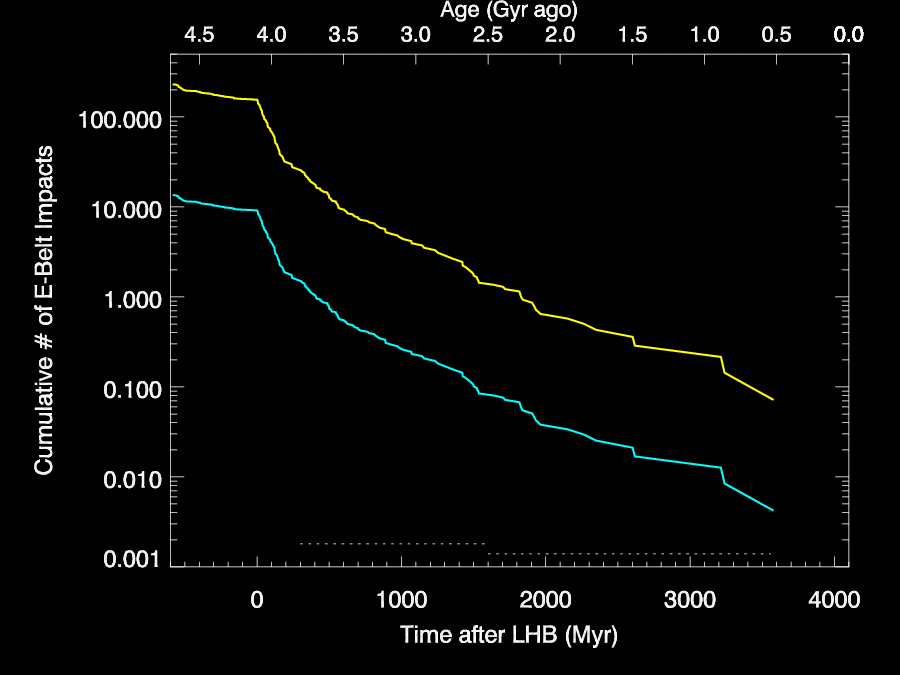 Age (Gyr ago)
4.5 4.0 3.5 3.0 2.5 2.0 1.5 1.0 0.5 0.0
Cumulative # of E-Belt Impacts
100.000
10.000
1.000
0.100
0.010
0.001
0 1000 2000 3000 4000
Time after LHB (Myr)